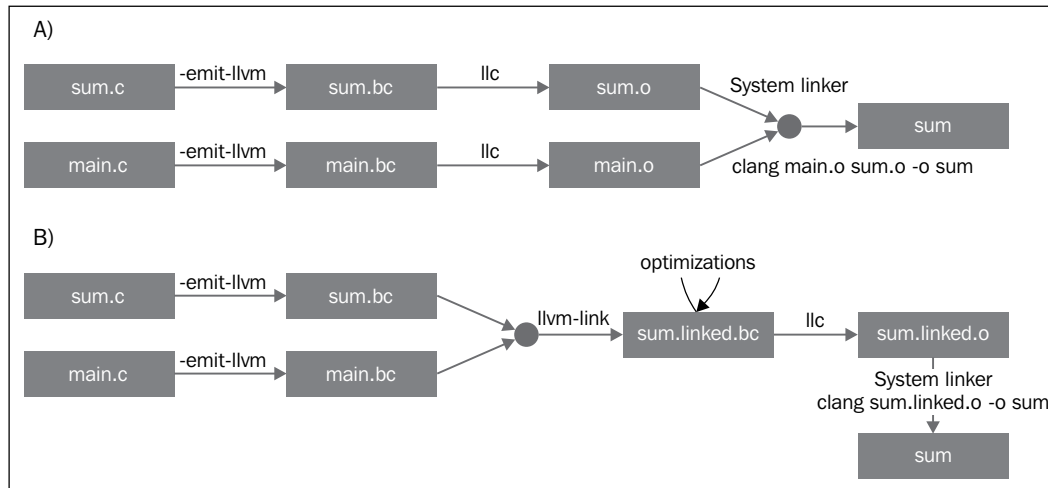 A)
sum.c
-emit-llvm
sum.bc
llc
sum.o
System linker
sum
main.c
-emit-llvm
main.bc
llc
main.o
clang main.o sum.o -o sum
B)
optimizations
sum.c
-emit-llvm
sum.bc
llvm-link
sum.linked.bc
llc
sum.linked.o
main.c
-emit-llvm
main.bc
System linker
clang sum.linked.o -o sum
sum